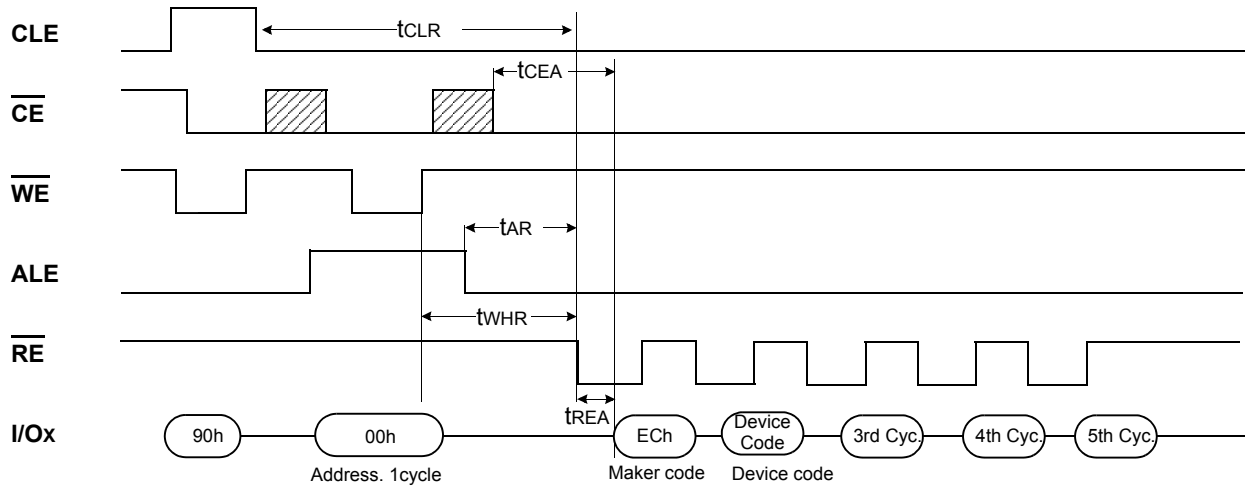 CLE
tCLR
tCEA
CE
WE
tAR
ALE
tWHR
RE
tREA
I/Ox
90h
00h
ECh
Device
Code
3rd Cyc.
4th Cyc.
5th Cyc.
Address. 1cycle
Maker code
Device code